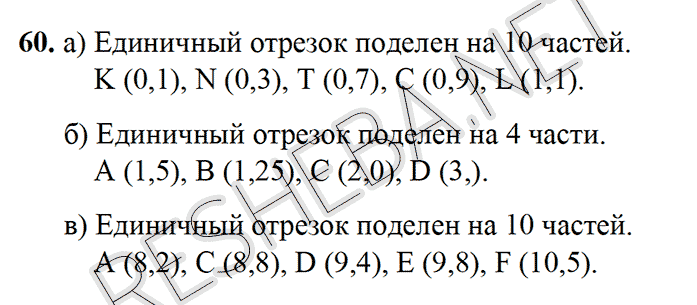 60. а) Единичный отрезок поделен на 10 частей.
K (0,1), N (0,3), T (0,7), C (0,9), L (1,1).
б) Единичный отрезок поделен на 4 части.
A (1,5), B (1,25), C (2,0), D (3,).
в) Единичный отрезок поделен на 10 частей.
A (8,2), C (8,8), D (9,4), E (9,8), F (10,5).
RESHEBA.NET